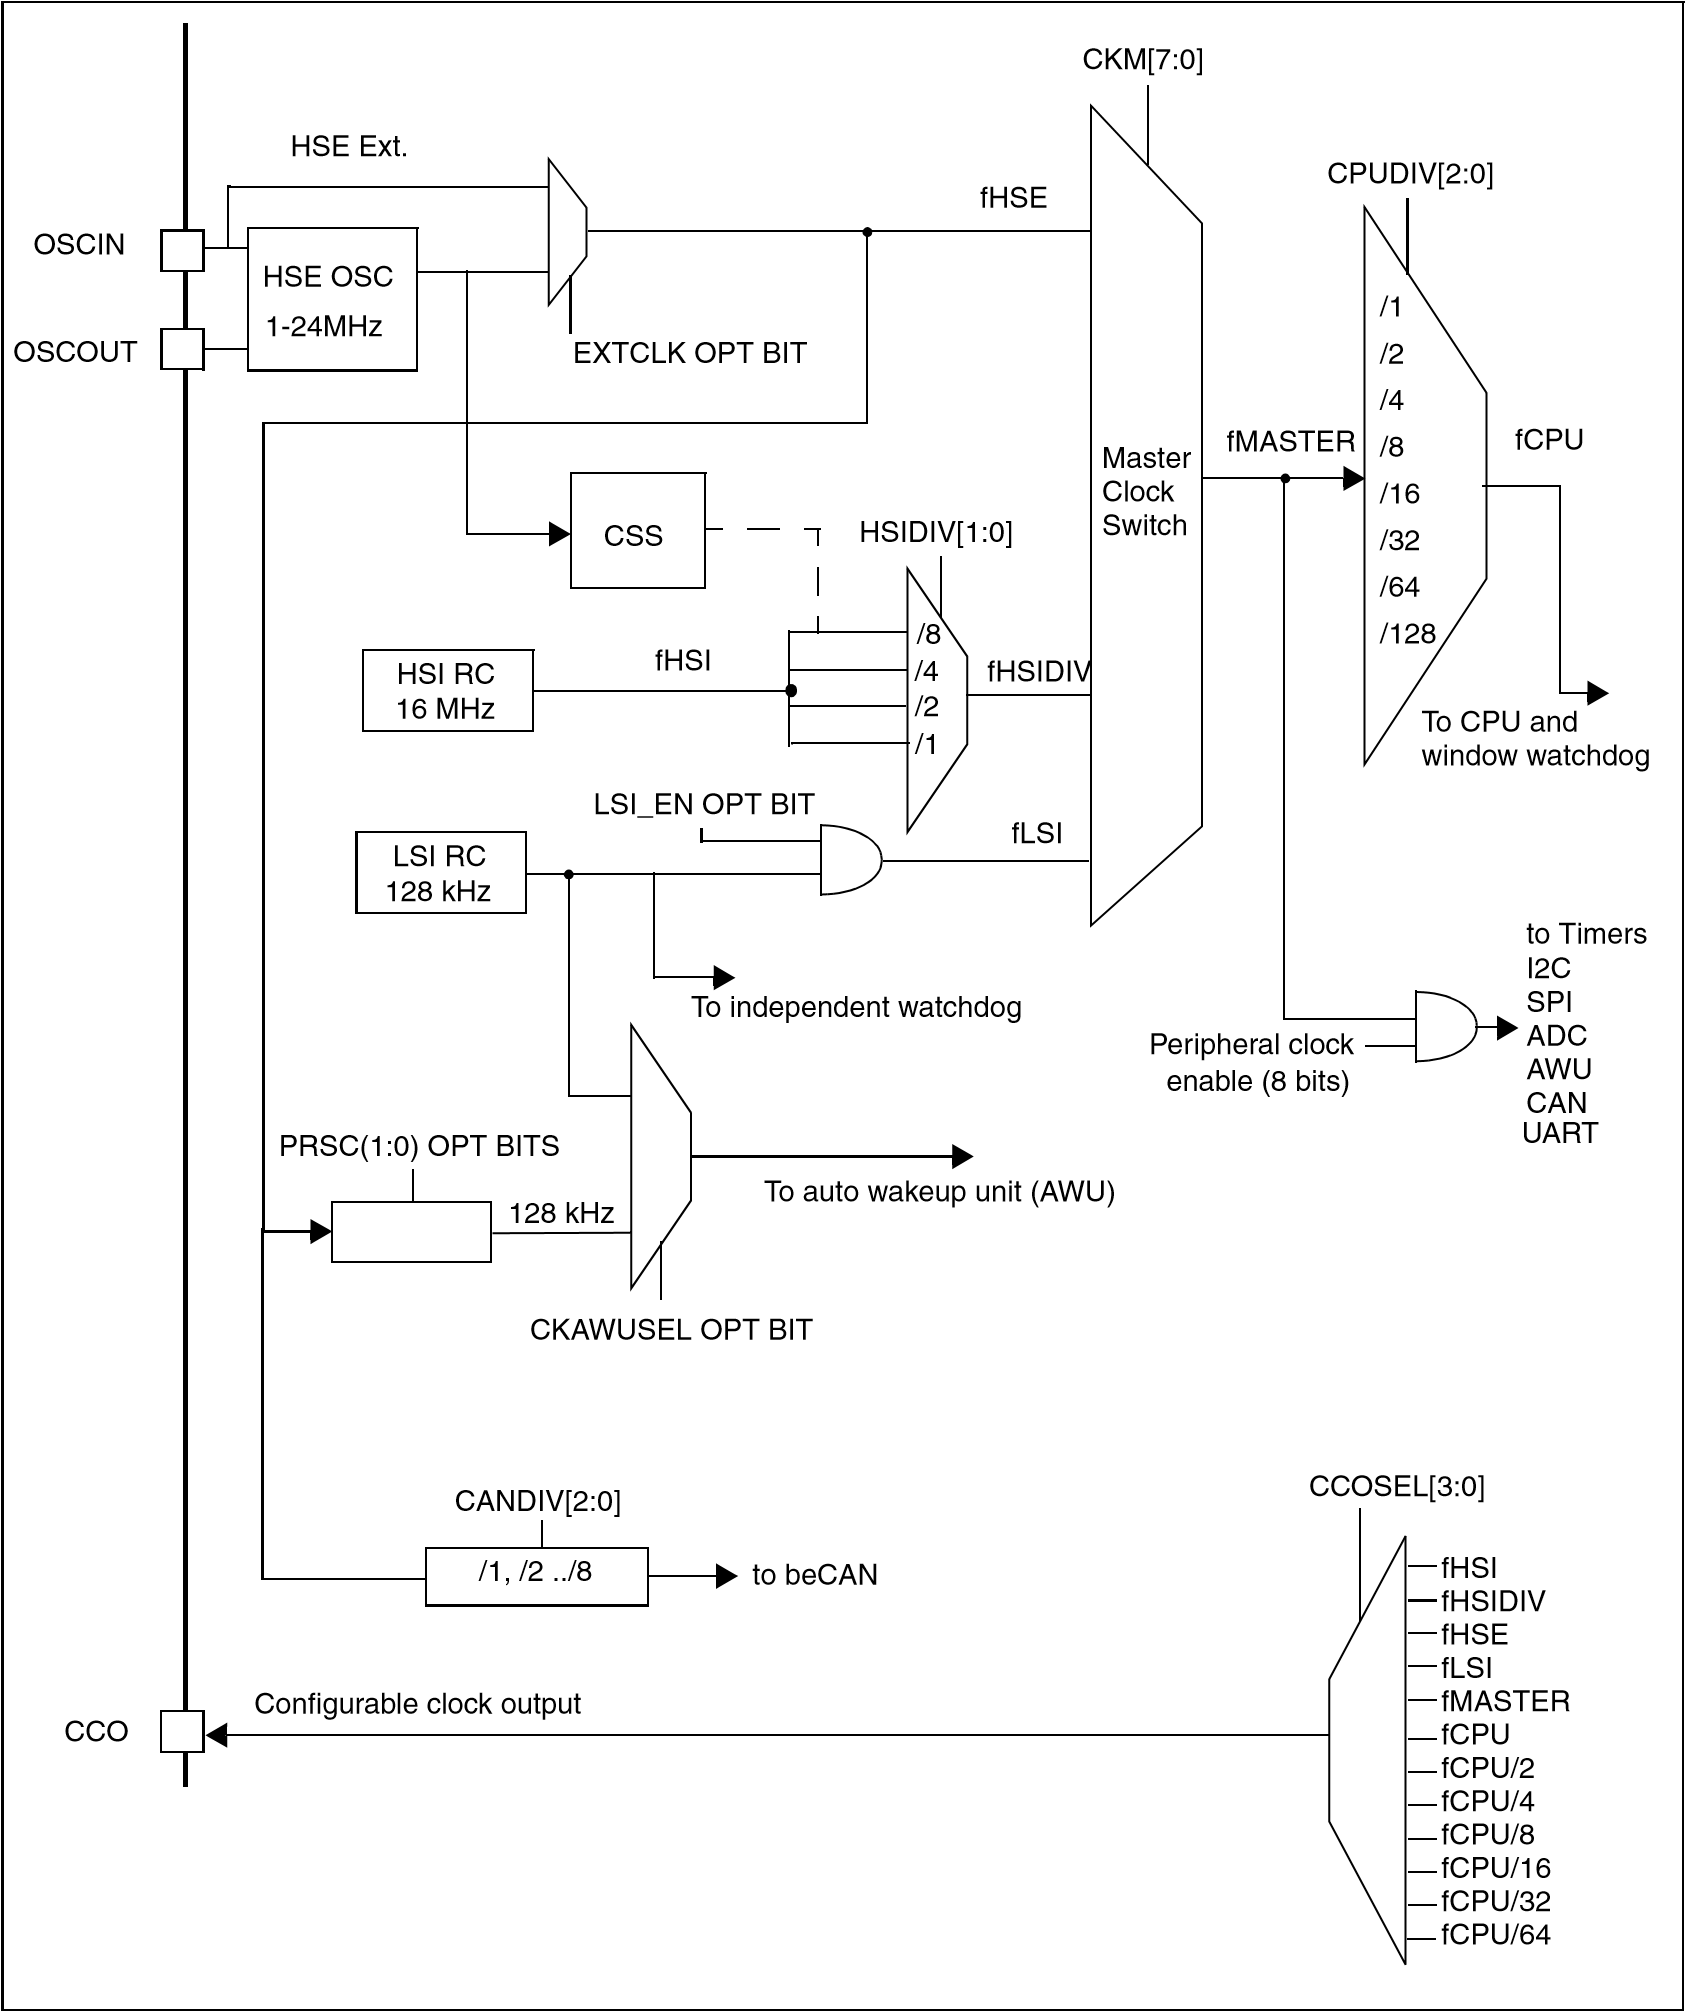 CKM[7:0]
HSE Ext.
CPUDIV[2:0]
fHSE
OSCIN
HSE OSC
1-24MHz
OSCOUT
EXTCLK OPT BIT
/1
/2
/4
/8
/16
/32
/64
/128
fMASTER
fCPU
Master
Clock
Switch
CSS
HSIDIV[1:0]
/8
/4
/2
/1
fHSI
HSI RC
16 MHz
fHSIDIV
To CPU and
window watchdog
LSI_EN OPT BIT
fLSI
LSI RC
128 kHz
To independent watchdog
to Timers
I2C
SPI
ADC
AWU
CAN
UART
Peripheral clock
enable (8 bits)
PRSC(1:0) OPT BITS
128 kHz
To auto wakeup unit (AWU)
CKAWUSEL OPT BIT
CANDIV[2:0]
/1, /2 ../8
to beCAN
CCOSEL[3:0]
fHSI
fHSIDIV
fHSE
fLSI
fMASTER
fCPU
fCPU/2
fCPU/4
fCPU/8
fCPU/16
fCPU/32
fCPU/64
Configurable clock output
CCO